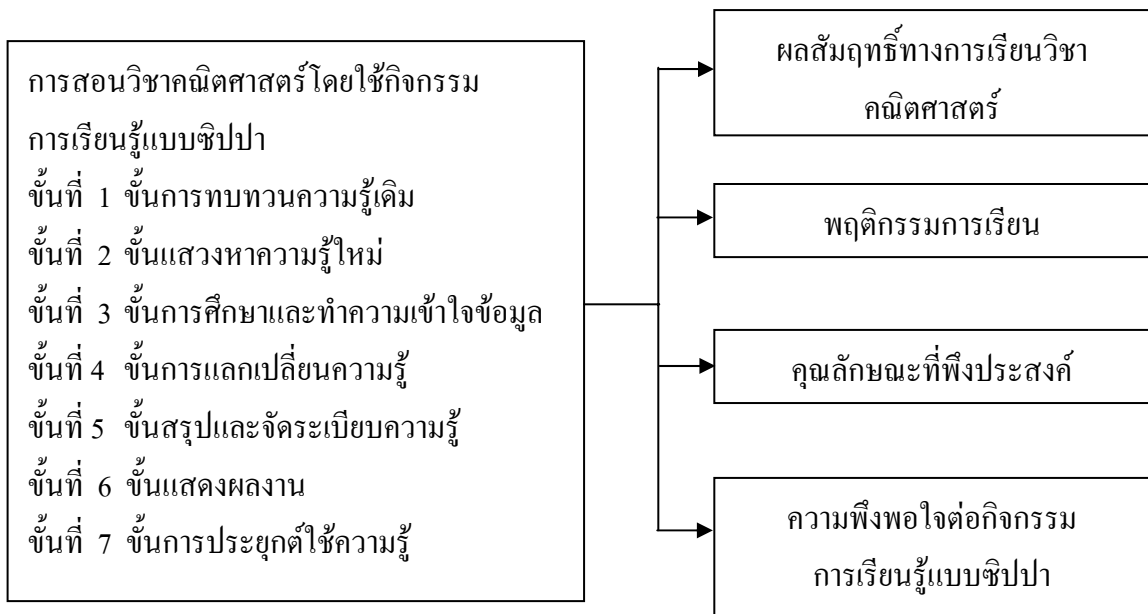 การสอนวิชาคณิตศาสตร์โดยใช้กิจกรรม
การเรียนรู้แบบซิปปา
ขั้นที่ 1 ขั้นการทบทวนความรู้เดิม
ขั้นที่ 2 ขั้นแสวงหาความรู้ใหม่
ขั้นที่ 3 ขั้นการศึกษาและทำความเข้าใจข้อมูล
ขั้นที่ 4 ขั้นการแลกเปลี่ยนความรู้
ขั้นที่ 5 ขั้นสรุปและจัดระเบียบความรู้
ขั้นที่ 6 ขั้นแสดงผลงาน
ขั้นที่ 7 ขั้นการประยุกต์ใช้ความรู้
ผลสัมฤทธิ์ทางการเรียนวิชา
คณิตศาสตร์
พฤติกรรมการเรียน
คุณลักษณะที่พึงประสงค์
ความพึงพอใจต่อกิจกรรม
การเรียนรู้แบบซิปปา